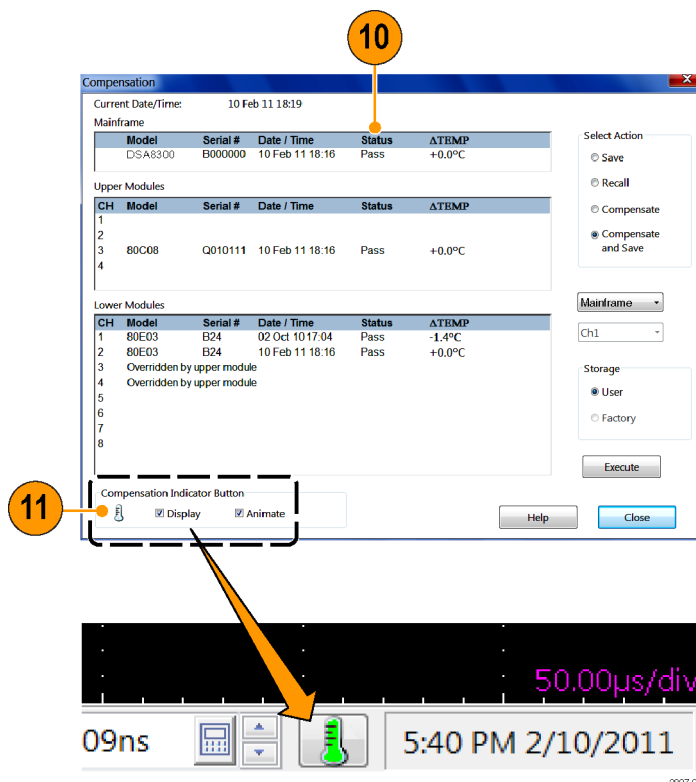 10
Compensation X
Current Date/Time: 10 Feb 11 18:19
Mainframe
Model Serial # Date / Time Status ΔTEMP
DSA8300 B000000 10 Feb 11 18:16 Pass +0.0ºC
Upper Modules
CH Model Serial # Date / Time Status ΔTEMP
1
2
3 80C08 Q010111 10 Feb 11 18:16 Pass +0.0ºC
4
Lower Modules
CH Model Serial # Date / Time Status ΔTEMP
1 80E03 B24 02 Oct 10 17:04 Pass -1.4ºC
2 80E03 B24 10 Feb 11 18:16 Pass +0.0ºC
3 Overridden by upper module
4 Overridden by upper module
5
6
7
8
Select Action
Save
Recall
Compensate
Compensate
and Save
Mainframe
Ch1
Storage
User
Factory
Execute
11
Compensation Indicator Button
Display Animate
Help Close
50.00µs/div
09ns 5:40 PM 2/10/2011